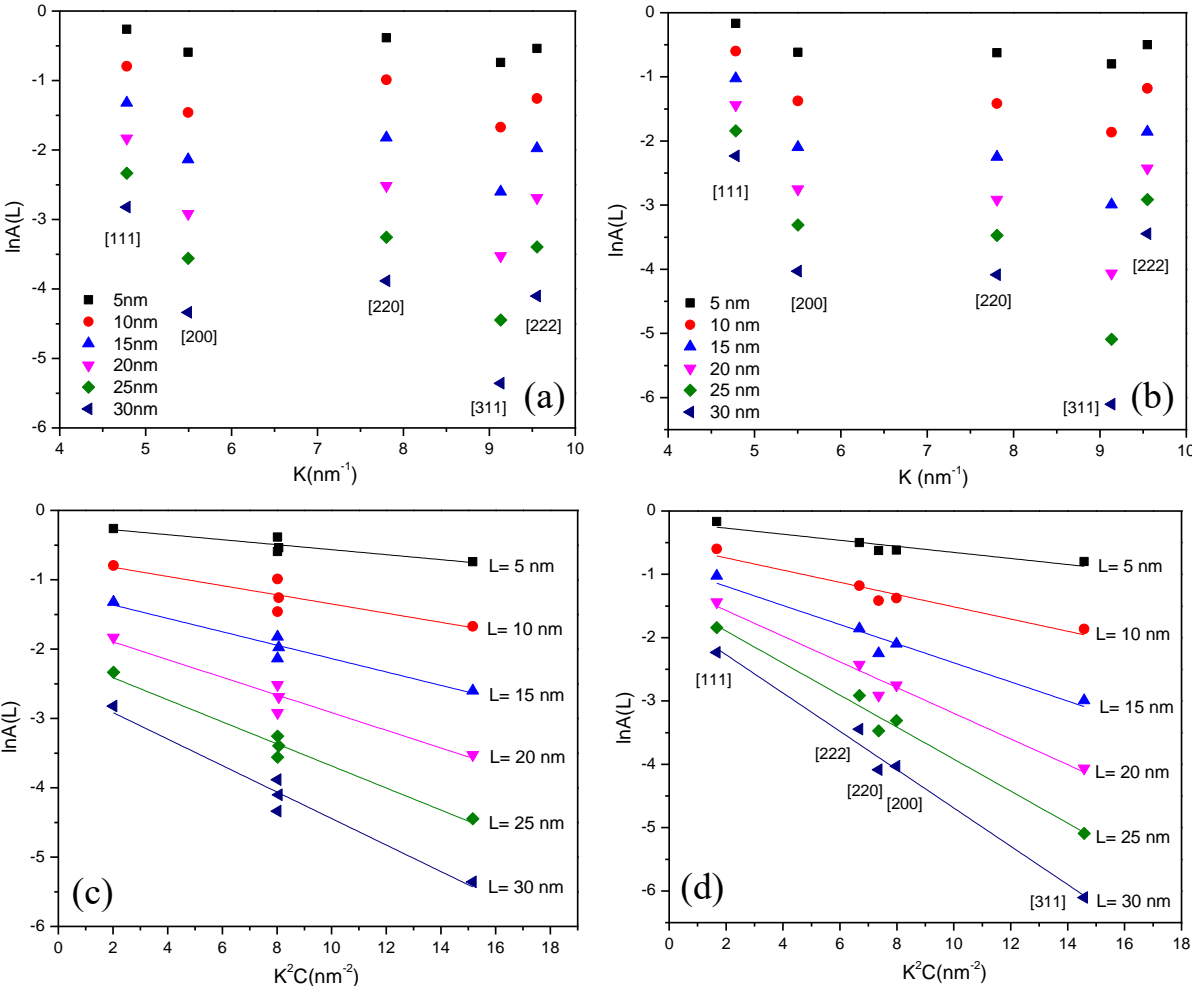 0
-1
-2
-3
-4
-5
-6
lnA(L)
4
5
6
7
8
9
10
K(nm⁻¹)
[111]
[200]
[220]
[311]
[222]
5nm
10nm
15nm
20nm
25nm
30nm
(a)
0
-1
-2
-3
-4
-5
-6
lnA(L)
4
5
6
7
8
9
10
K (nm⁻¹)
[111]
[200]
[220]
[311]
[222]
5 nm
10 nm
15 nm
20 nm
25 nm
30 nm
(b)
0
-1
-2
-3
-4
-5
-6
lnA(L)
0
2
4
6
8
10
12
14
16
18
K²C(nm⁻²)
L= 5 nm
L= 10 nm
L= 15 nm
L= 20 nm
L= 25 nm
L= 30 nm
(c)
0
-1
-2
-3
-4
-5
-6
lnA(L)
0
2
4
6
8
10
12
14
16
18
K²C(nm⁻²)
L= 5 nm
L= 10 nm
L= 15 nm
L= 20 nm
L= 25 nm
L= 30 nm
[111]
[222]
[220]
[200]
[311]
(d)